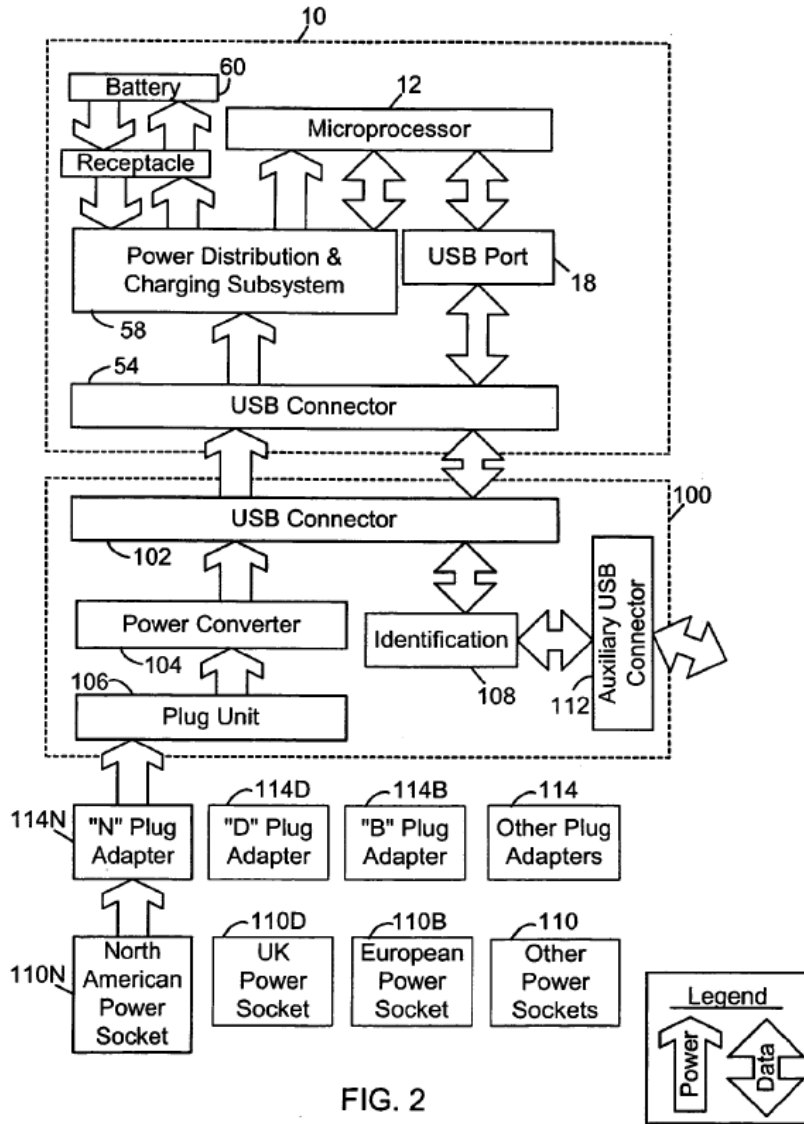 10
Battery
60
12
Microprocessor
Receptacle
Power Distribution &
Charging Subsystem
USB Port
18
58
54
USB Connector
100
USB Connector
102
Power Converter
104
Identification
108
Auxiliary USB
Connector
112
106
Plug Unit
114N
"N" Plug
Adapter
114D
"D" Plug
Adapter
114B
"B" Plug
Adapter
114
Other Plug
Adapters
110N
North
American
Power
Socket
110D
UK
Power
Socket
110B
European
Power
Socket
110
Other
Power
Sockets
Legend
Power
Data
FIG. 2